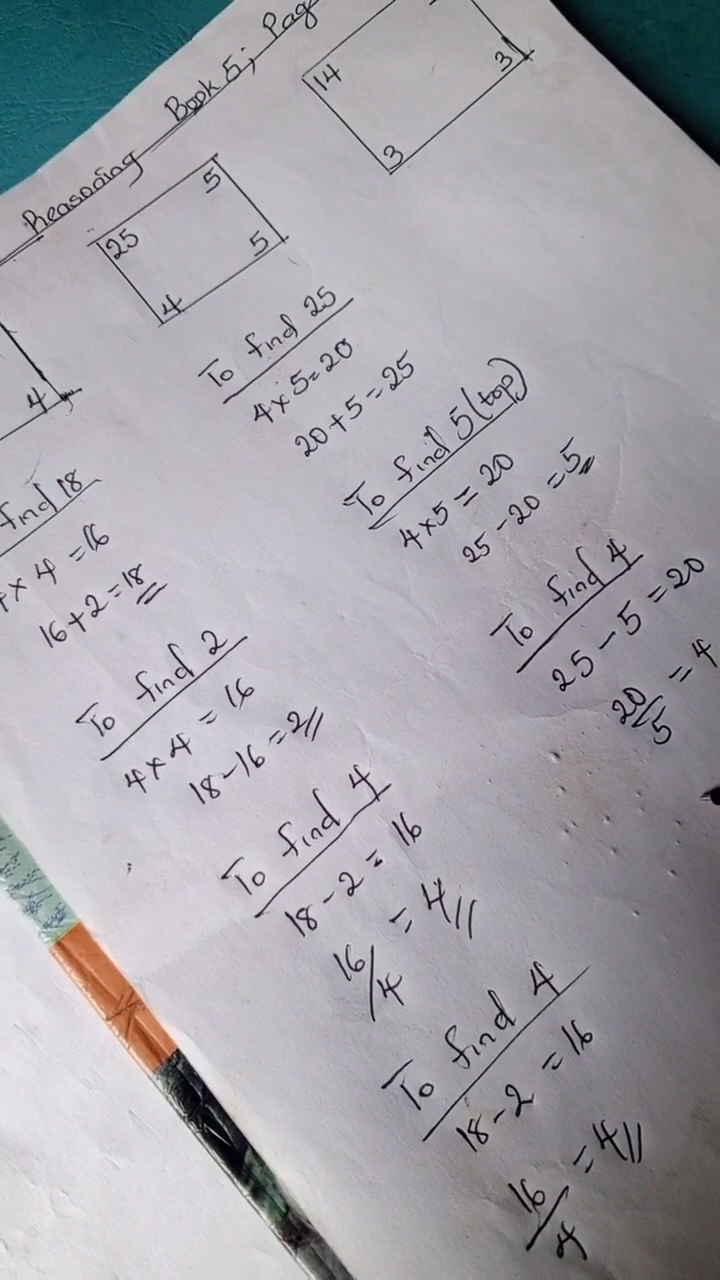 Reasoning Book 5; Pag
4
find 18
× 4 = 16
16 + 2 = 18
To find 2
4 × 4 = 16
18 - 16 = 2
To find 4
18 - 2 = 16
16/4 = 4
To find 4
18 - 2 = 16
16/4 = 4
25 5
4 5
To find 25
4 × 5 = 20
20 + 5 = 25
To find 5 (top)
4 × 5 = 20
25 - 20 = 5
To find 4
25 - 5 = 20
20/5 = 4
14
3 3